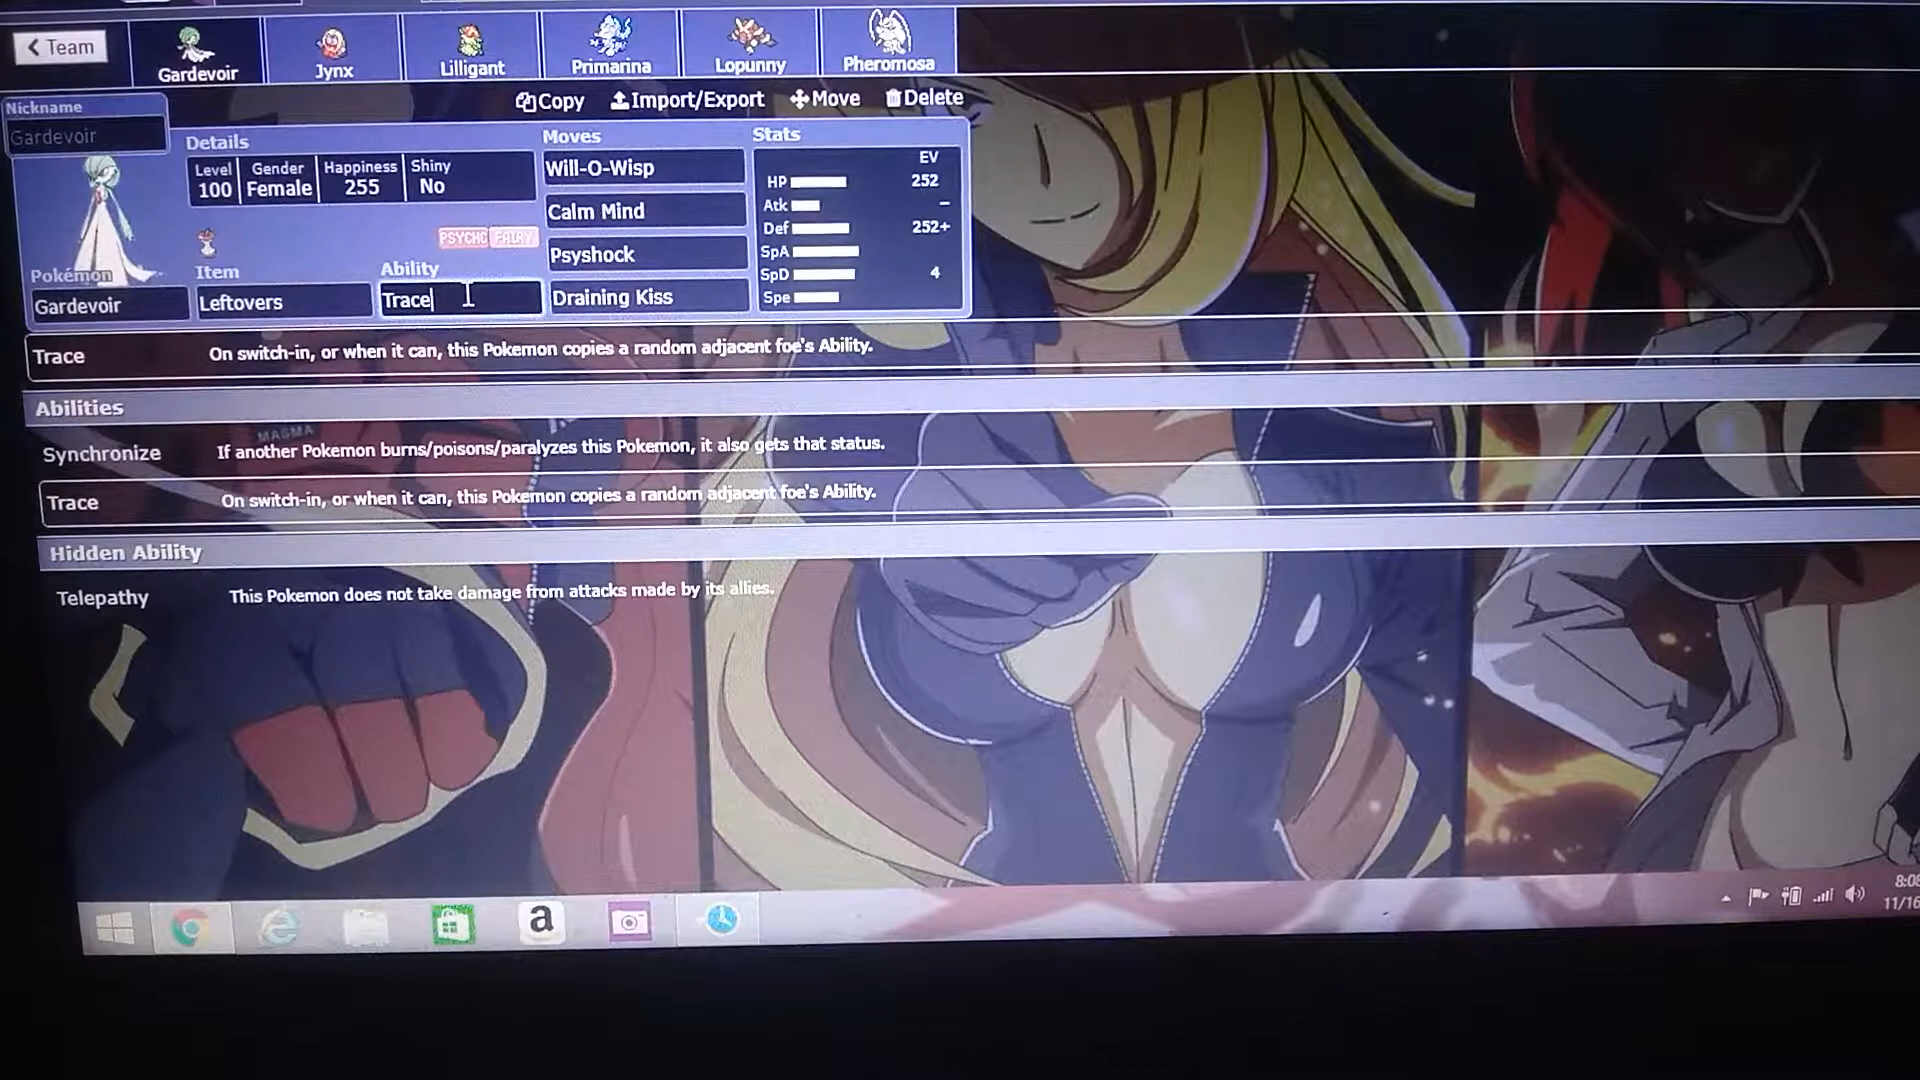 Team
Gardevoir
Jynx
Lilligant
Primarina
Lopunny
Pheromosa
Copy Import/Export Move Delete
Nickname
Gardevoir
Details
Level Gender Happiness Shiny
100 Female 255 No
PSYCHC FAIRY
Pokémon Item Ability
Gardevoir Leftovers Trace
Moves
Will-O-Wisp
Calm Mind
Psyshock
Draining Kiss
Stats
EV
HP 252
Atk –
Def 252+
SpA
SpD 4
Spe
Trace On switch-in, or when it can, this Pokemon copies a random adjacent foe's Ability.
Abilities
MAGMA
Synchronize If another Pokemon burns/poisons/paralyzes this Pokemon, it also gets that status.
Trace On switch-in, or when it can, this Pokemon copies a random adjacent foe's Ability.
Hidden Ability
Telepathy This Pokemon does not take damage from attacks made by its allies.
a
8:08
11/16